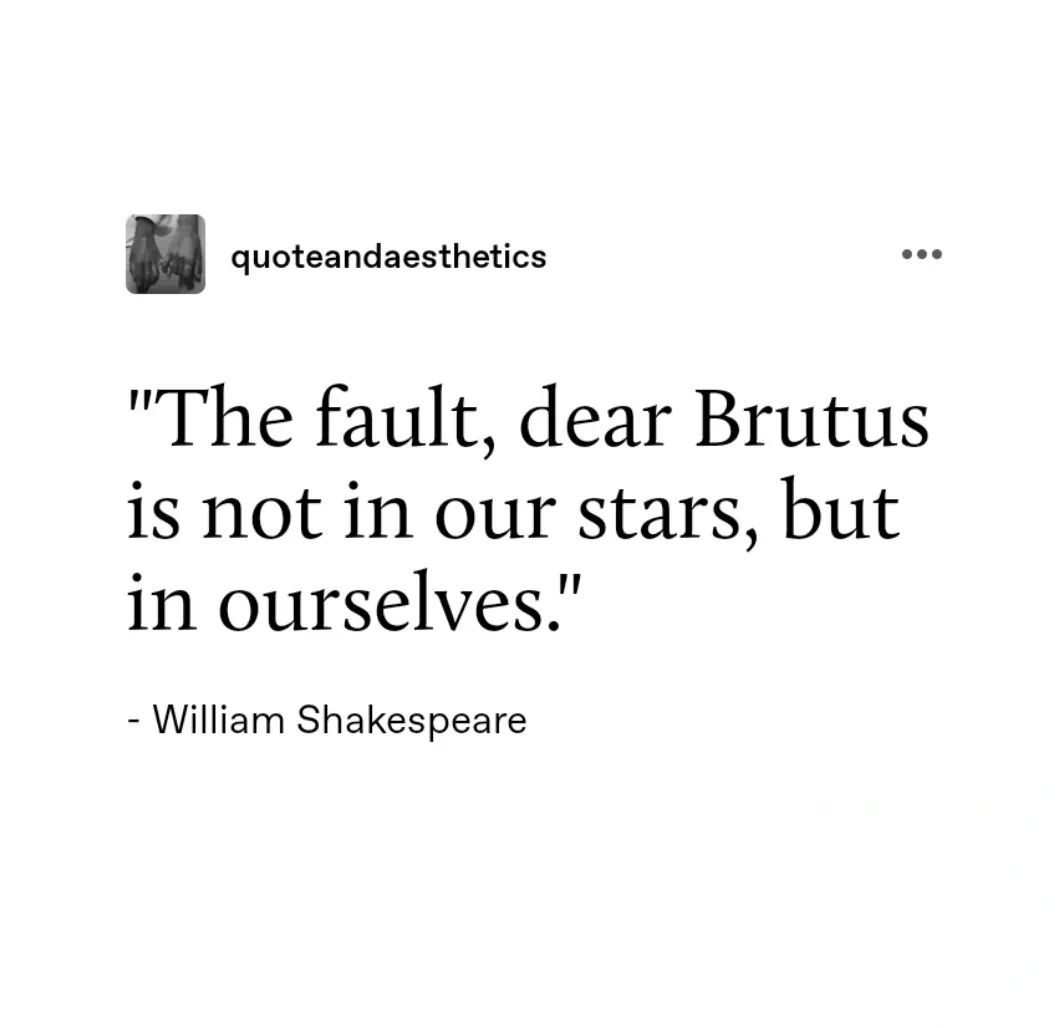 quoteandaesthetics
"The fault, dear Brutus
is not in our stars, but
in ourselves."
- William Shakespeare